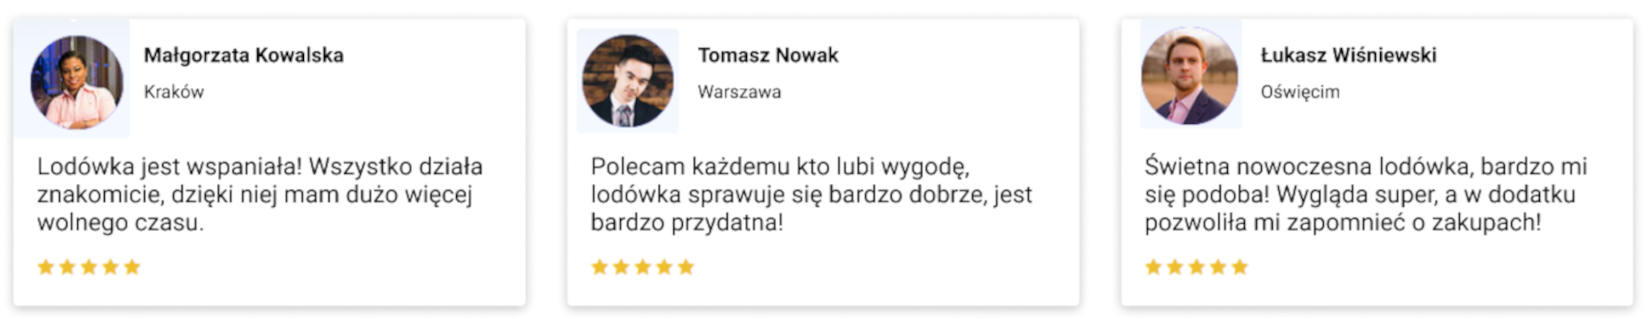 Małgorzata Kowalska
Kraków
Lodówka jest wspaniała! Wszystko działa
znakomicie, dzięki niej mam dużo więcej
wolnego czasu.
Tomasz Nowak
Warszawa
Polecam każdemu kto lubi wygodę,
lodówka sprawuje się bardzo dobrze, jest
bardzo przydatna!
Łukasz Wiśniewski
Oświęcim
Świetna nowoczesna lodówka, bardzo mi
się podoba! Wygląda super, a w dodatku
pozwoliła mi zapomnieć o zakupach!